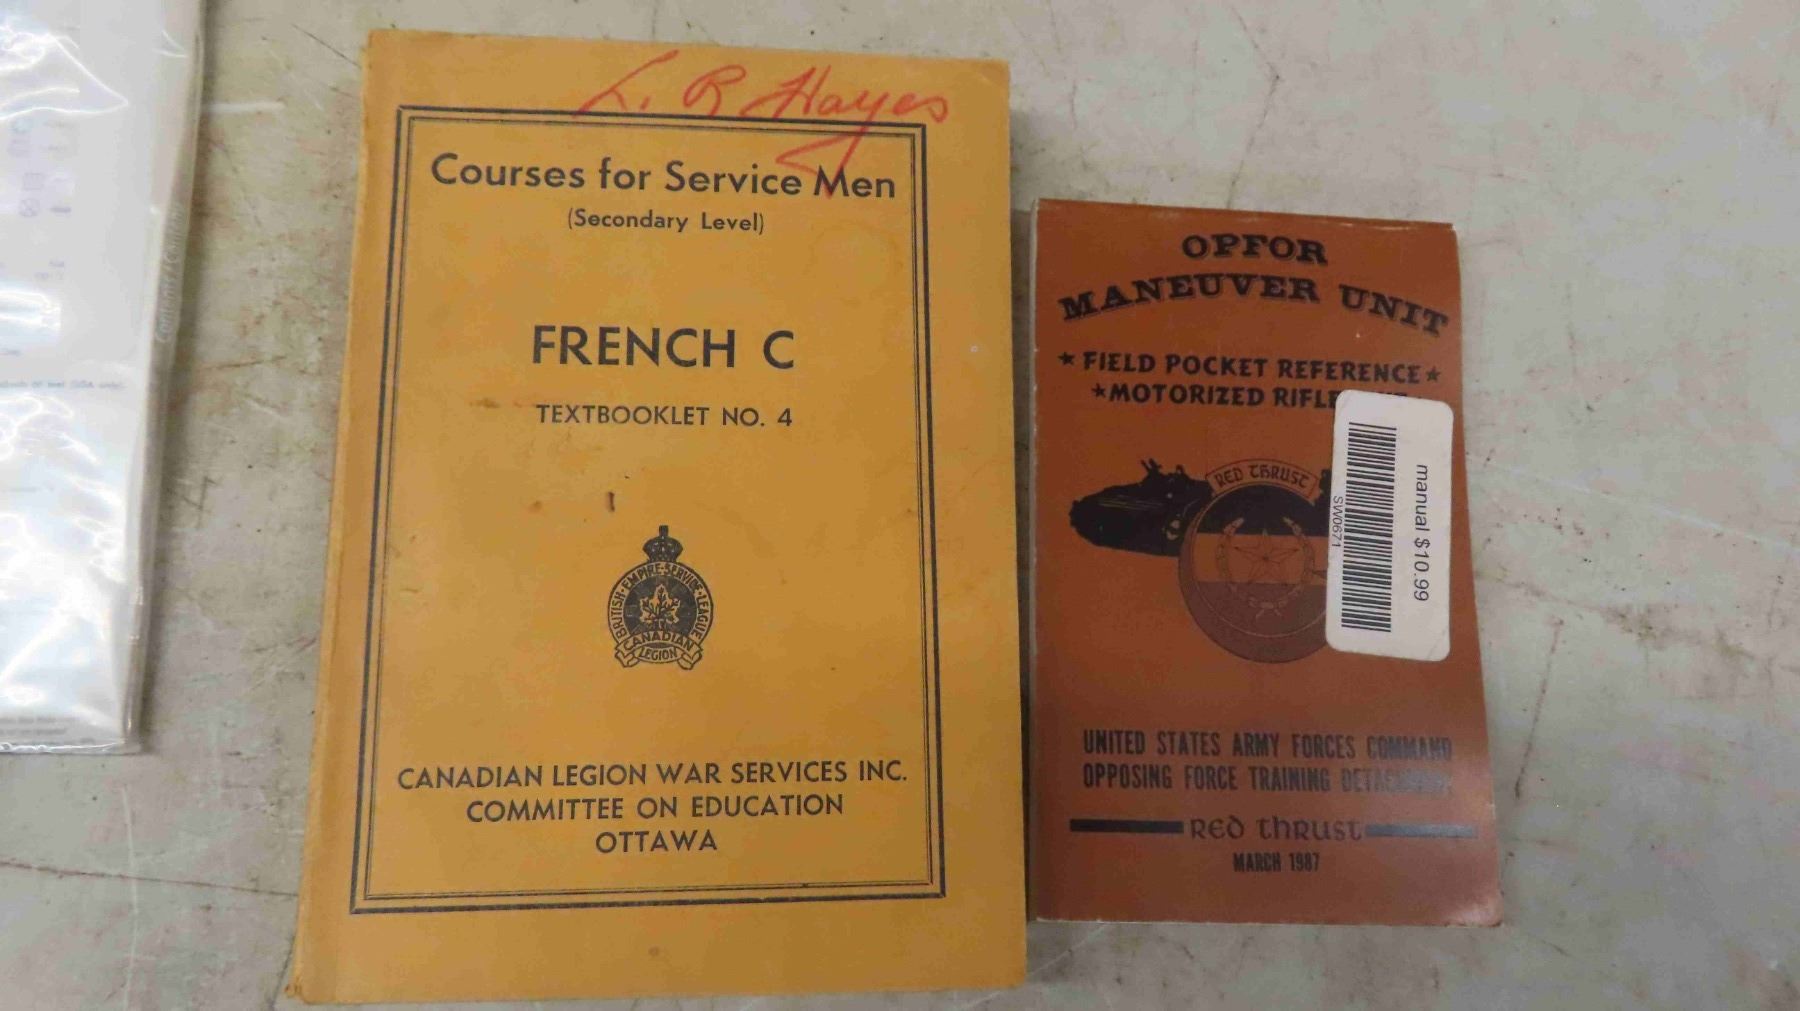 L. R Hayes
Courses for Service Men
(Secondary Level)
FRENCH C
TEXTBOOKLET NO. 4
BRITISH·EMPIRE·SERVICE·LEAGUE
CANADIAN
LEGION
CANADIAN LEGION WAR SERVICES INC.
COMMITTEE ON EDUCATION
OTTAWA
OPFOR
MANEUVER UNIT
★ FIELD POCKET REFERENCE ★
★ MOTORIZED
RED THRUST
manual $10.99
SW0671
UNITED STATES ARMY FORCES COMMAND
OPPOSING FORCE TRAINING
RED THRUST
MARCH 1987